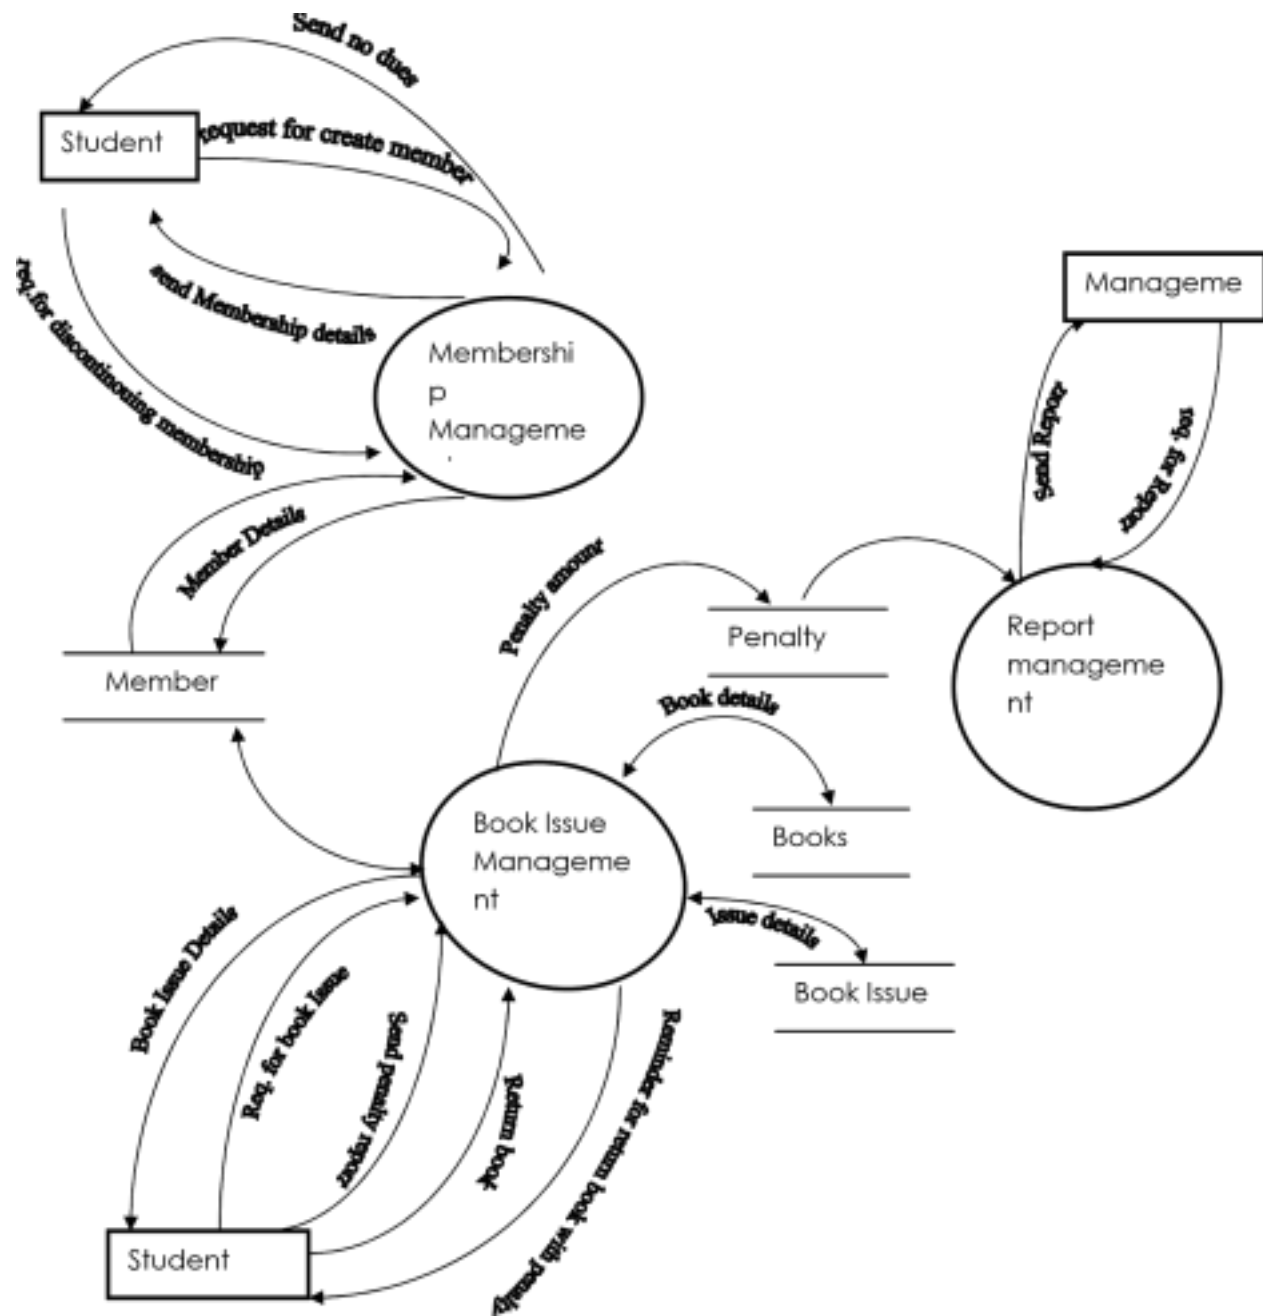 Send no dues
Student
Request for create member
send Membership details
req.for discontinouing membership
Membershi
p
Manageme
Manageme
Send Report
req. for Report
Member Details
Member
Penalty amount
Penalty
Report
manageme
nt
Book details
Books
Book Issue
Manageme
nt
Issue details
Book Issue
Book Issue Details
Req. for book Issue
Send penalty report
Return book
Reminder for return book with penalty
Student